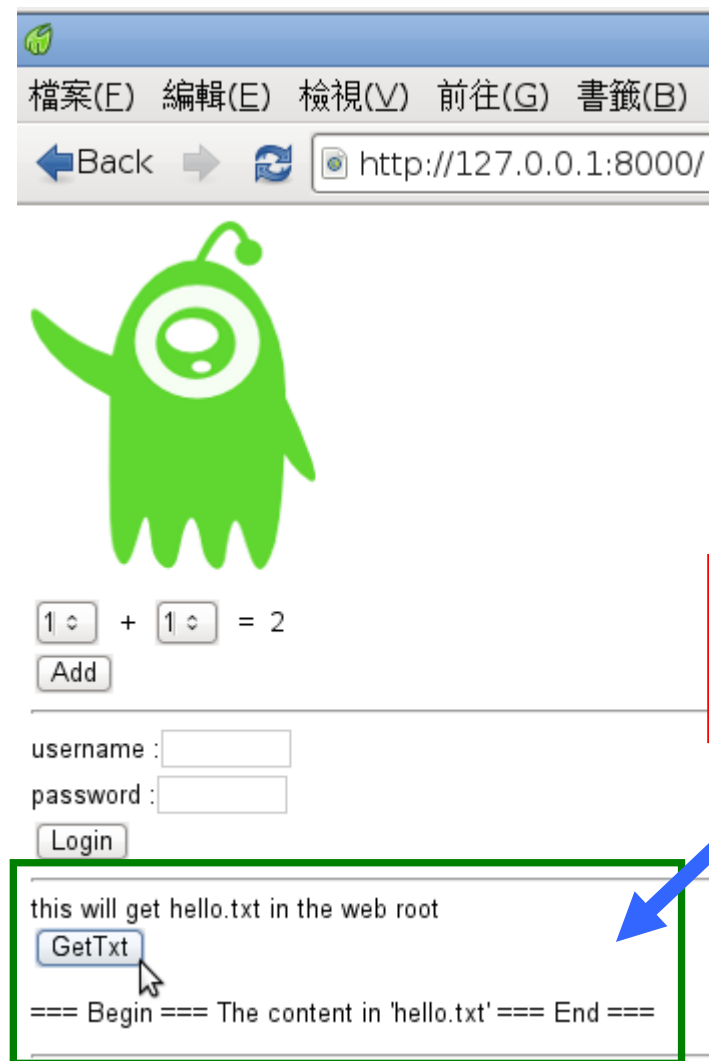 檔案(F) 編輯(E) 檢視(V) 前往(G) 書籤(B)
Back http://127.0.0.1:8000/
1 + 1 = 2
Add
username :
password :
Login
this will get hello.txt in the web root
GetTxt
=== Begin === The content in 'hello.txt' === End ===